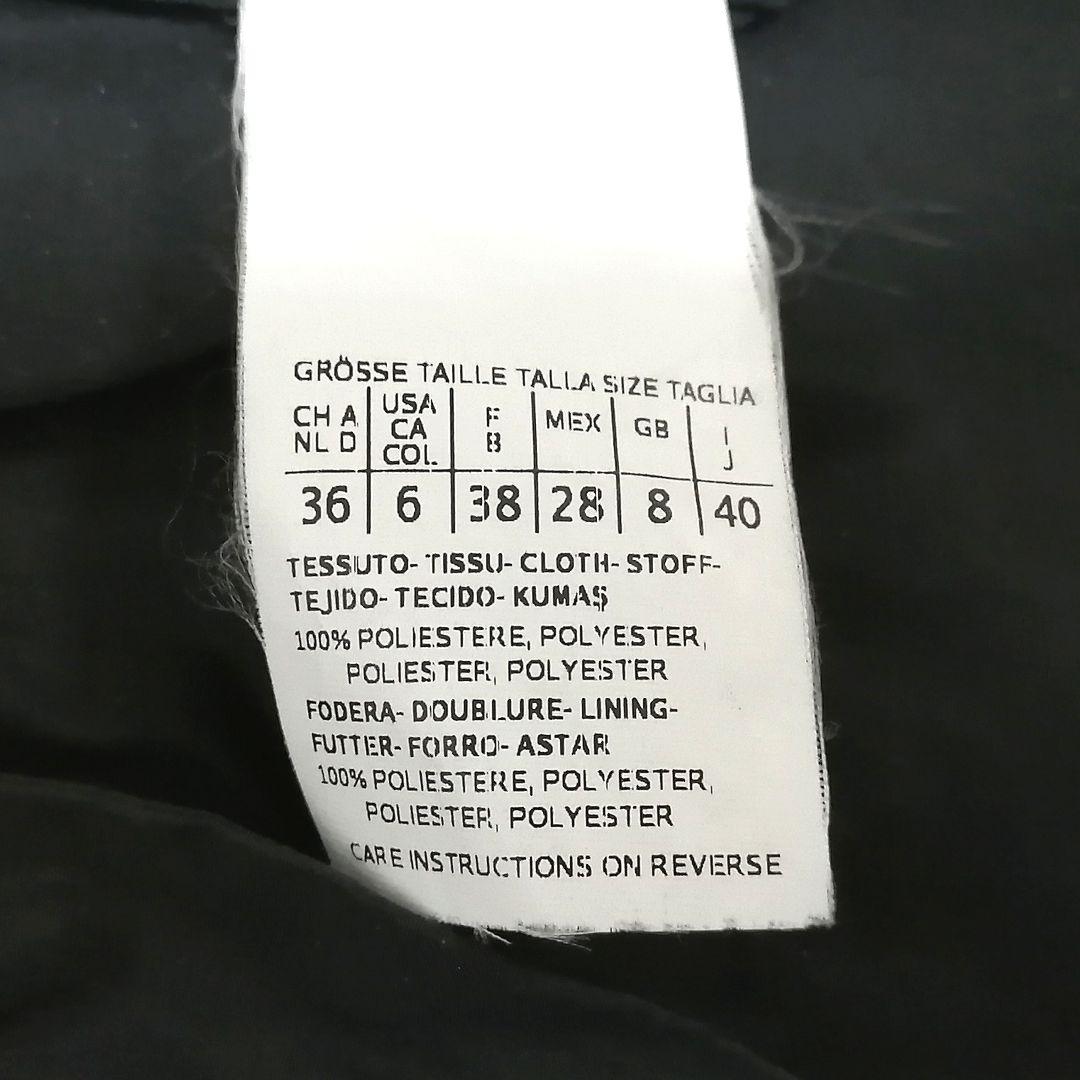 GRÖSSE TAILLE TALLA SIZE TAGLIA
CH A NL D | USA CA COL | F B | MEX | GB | I J
36 | 6 | 38 | 28 | 8 | 40
TESSUTO- TISSU- CLOTH- STOFF-
TEJIDO- TECIDO- KUMAS
100% POLIESTERE, POLYESTER,
POLIESTER, POLYESTER
FODERA- DOUBLURE- LINING-
FUTTER- FORRO- ASTAR
100% POLIESTERE, POLYESTER,
POLIESTER, POLYESTER
CARE INSTRUCTIONS ON REVERSE